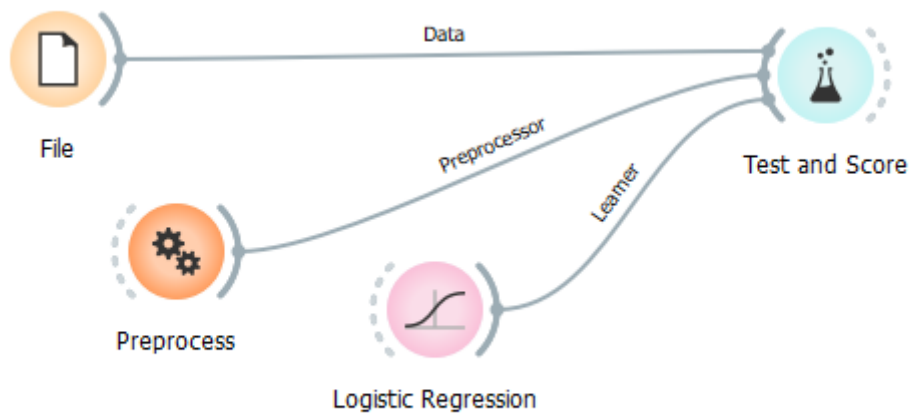 Data
File
Preprocessor
Test and Score
Learner
Preprocess
Logistic Regression